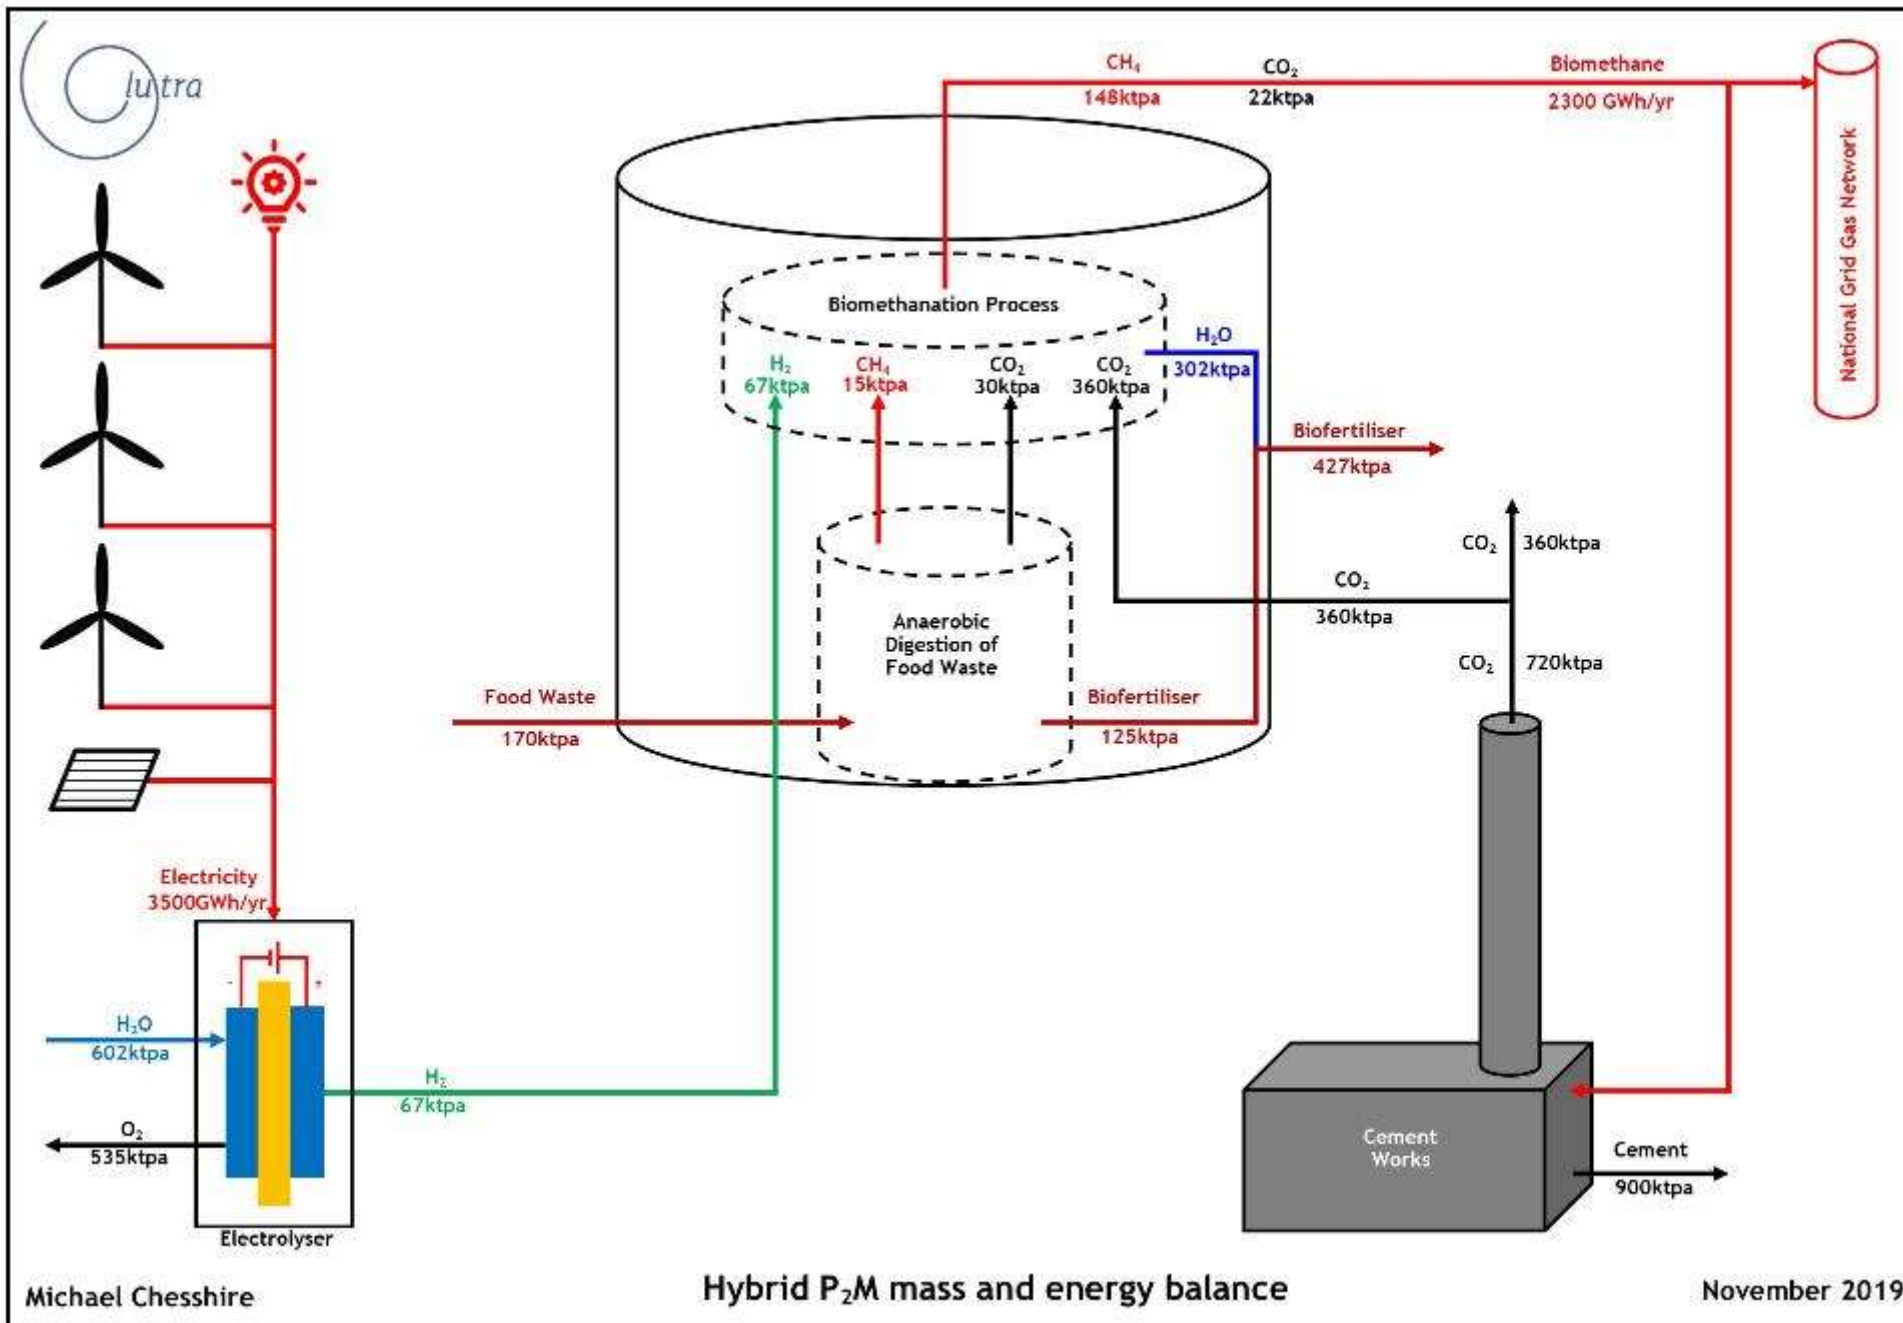 lutra
CH₄
148ktpa
CO₂
22ktpa
Biomethane
2300 GWh/yr
National Grid Gas Network
Biomethanation Process
H₂
67ktpa
CH₄
15ktpa
CO₂
30ktpa
CO₂
360ktpa
H₂O
302ktpa
Biofertiliser
427ktpa
CO₂ 360ktpa
CO₂
360ktpa
CO₂ 720ktpa
Anaerobic
Digestion of
Food Waste
Food Waste
170ktpa
Biofertiliser
125ktpa
Electricity
3500GWh/yr
- +
H₂O
602ktpa
O₂
535ktpa
H₂
67ktpa
Electrolyser
Cement
Works
Cement
900ktpa
Michael Chesshire
Hybrid P₂M mass and energy balance
November 2019